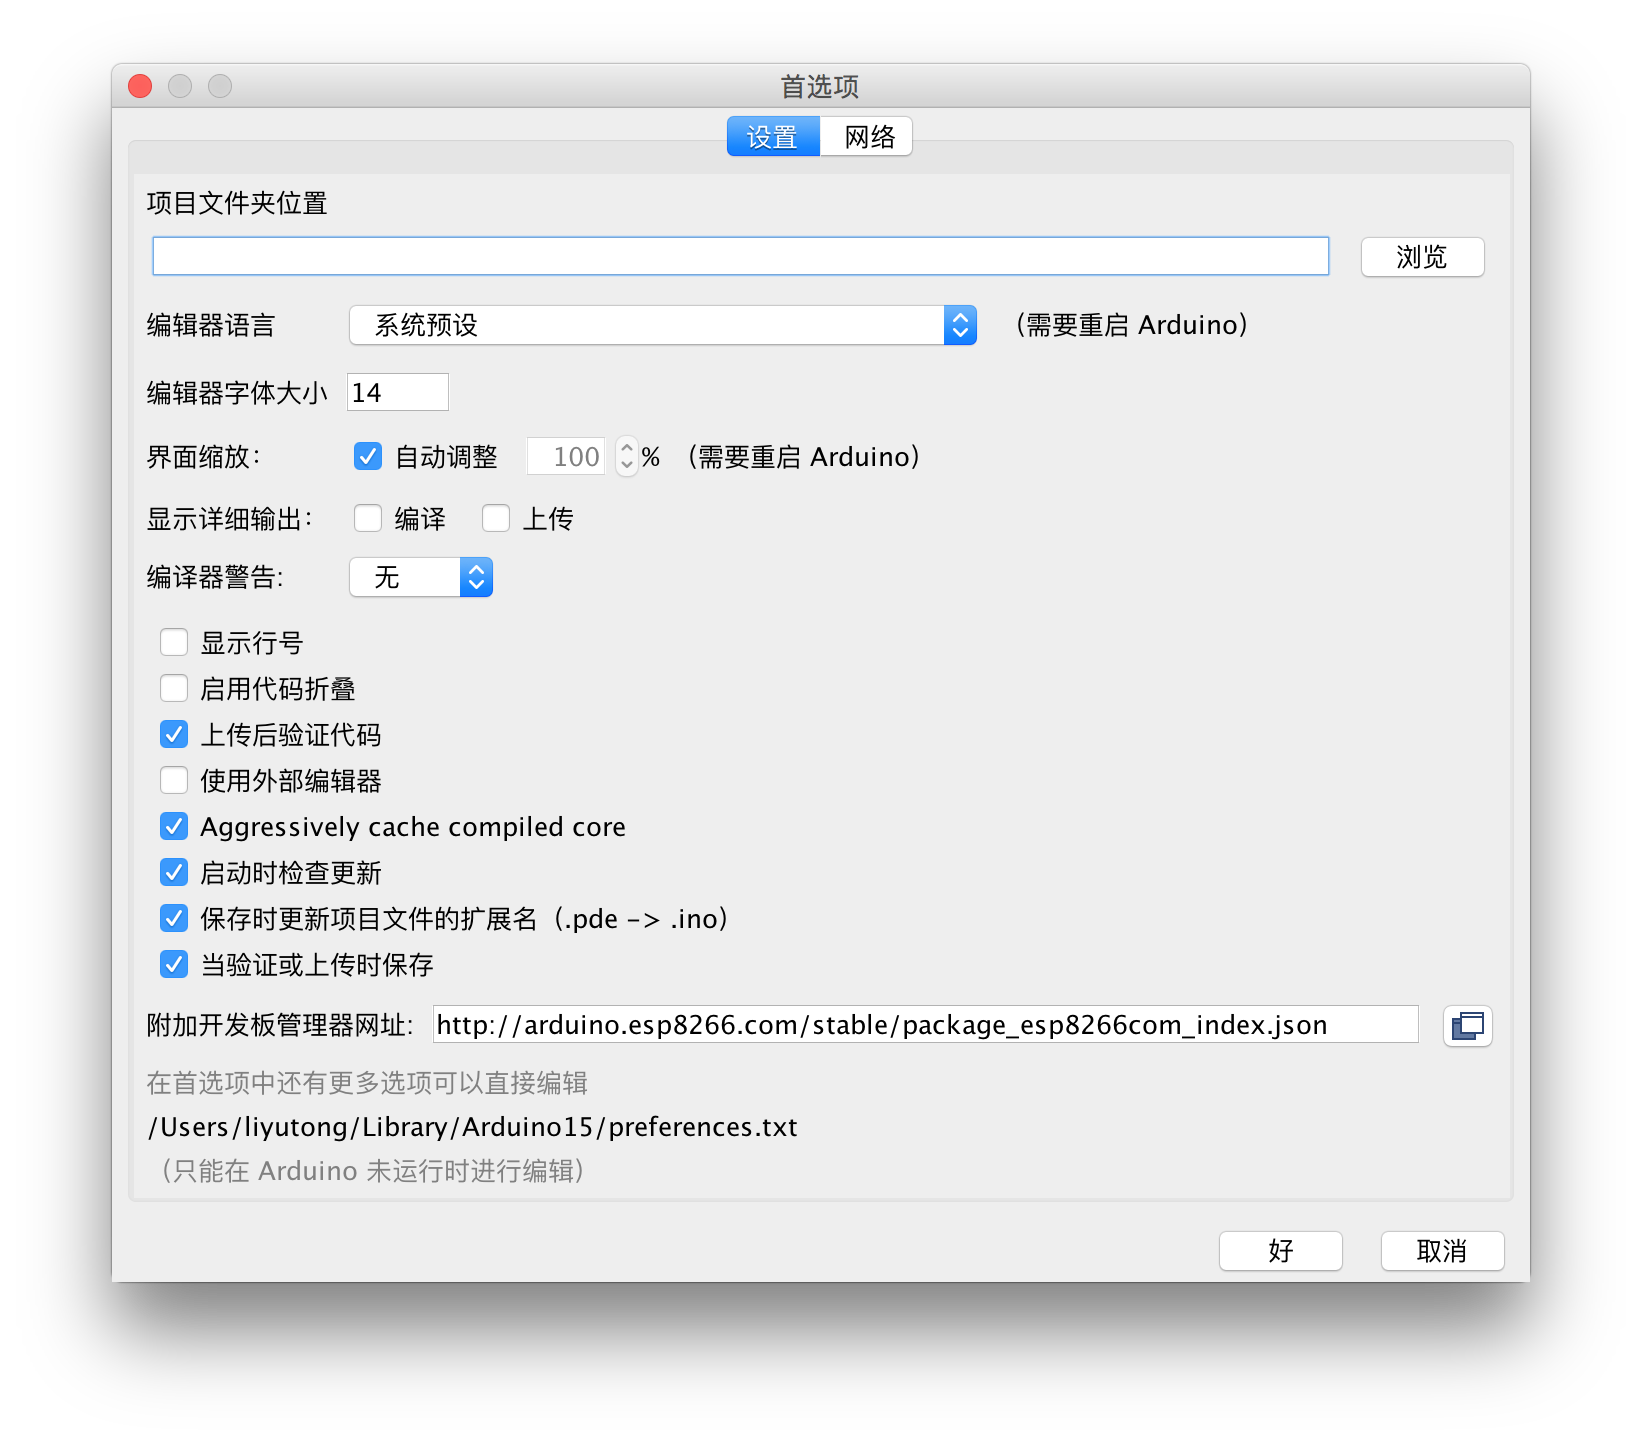 首选项
设置 网络
项目文件夹位置
浏览
编辑器语言 系统预设 （需要重启 Arduino）
编辑器字体大小 14
界面缩放： 自动调整 100 % （需要重启 Arduino）
显示详细输出： 编译 上传
编译器警告: 无
显示行号
启用代码折叠
上传后验证代码
使用外部编辑器
Aggressively cache compiled core
启动时检查更新
保存时更新项目文件的扩展名（.pde -> .ino）
当验证或上传时保存
附加开发板管理器网址: http://arduino.esp8266.com/stable/package_esp8266com_index.json
在首选项中还有更多选项可以直接编辑
/Users/liyutong/Library/Arduino15/preferences.txt
（只能在 Arduino 未运行时进行编辑）
好 取消